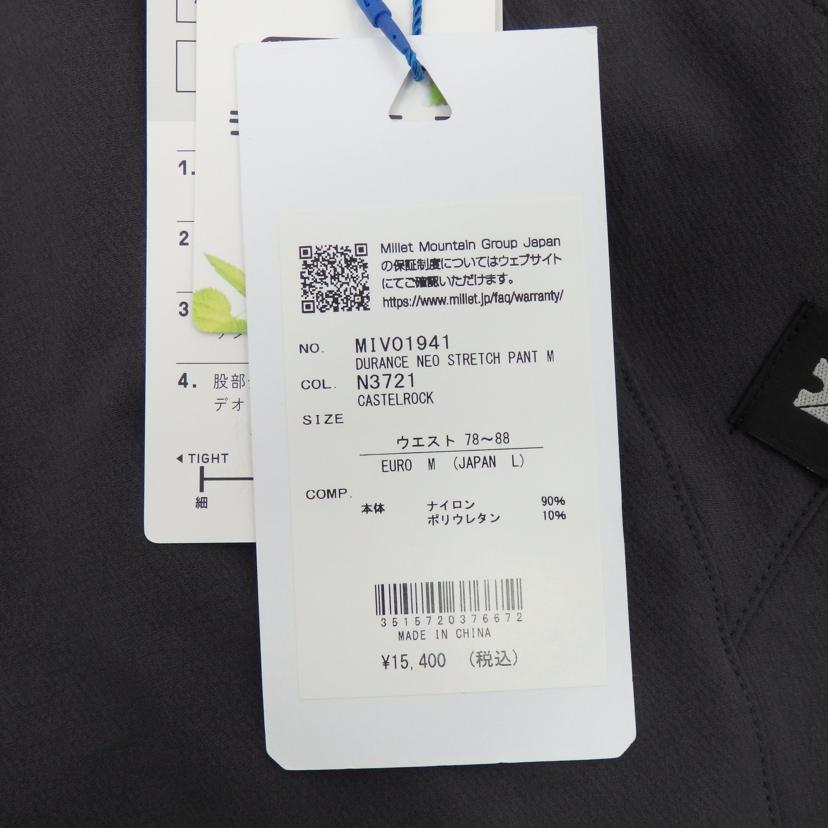 Millet Mountain Group Japan
の保証制度についてはウェブサイト
にてご確認いただけます。
https://www.millet.jp/faq/warranty/
NO. MIV01941
DURANCE NEO STRETCH PANT M
COL. N3721
CASTELROCK
SIZE
ウエスト 78～88
EURO M (JAPAN L)
COMP.
本体 ナイロン 90%
ポリウレタン 10%
3515720376672
MADE IN CHINA
¥15,400 (税込)
1.
2
3
4. 股部
デオ
◀TIGHT
細